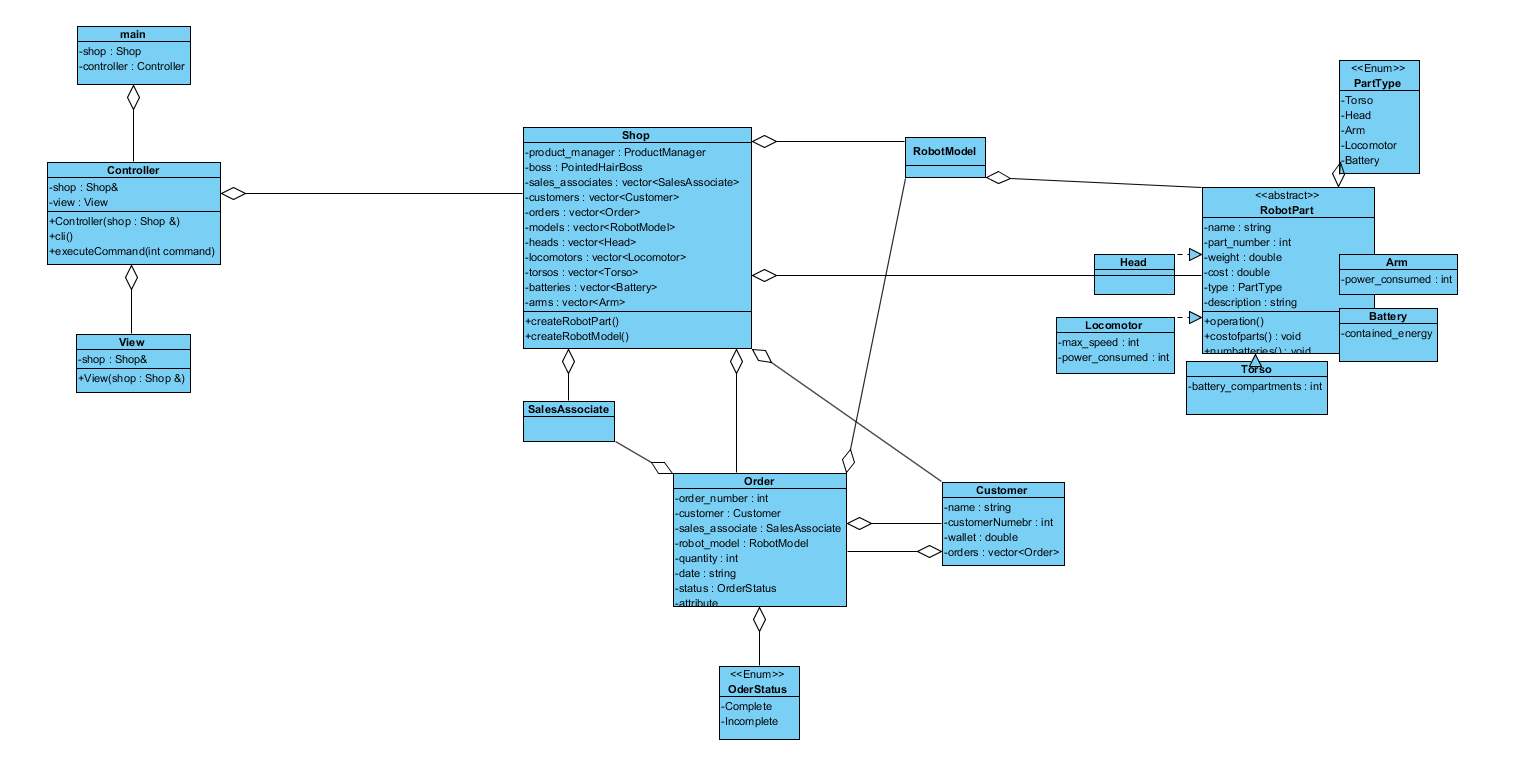 main
-shop : Shop
-controller : Controller
Controller
-shop : Shop&
-view : View
+Controller(shop : Shop &)
+cli()
+executeCommand(int command)
View
-shop : Shop&
+View(shop : Shop &)
Shop
-product_manager : ProductManager
-boss : PointedHairBoss
-sales_associates : vector<SalesAssociate>
-customers : vector<Customer>
-orders : vector<Order>
-models : vector<RobotModel>
-heads : vector<Head>
-locomotors : vector<Locomotor>
-torsos : vector<Torso>
-batteries : vector<Battery>
-arms : vector<Arm>
+createRobotPart()
+createRobotModel()
SalesAssociate
Order
-order_number : int
-customer : Customer
-sales_associate : SalesAssociate
-robot_model : RobotModel
-quantity : int
-date : string
-status : OrderStatus
-attribute
<<Enum>>
OderStatus
-Complete
-Incomplete
Customer
-name : string
-customerNumebr : int
-wallet : double
-orders : vector<Order>
RobotModel
<<Enum>>
PartType
-Torso
-Head
-Arm
-Locomotor
-Battery
<<abstract>>
RobotPart
-name : string
-part_number : int
-weight : double
-cost : double
-type : PartType
-description : string
+operation()
+costofparts() : void
+numbatteries() : void
Head
Locomotor
-max_speed : int
-power_consumed : int
Torso
-battery_compartments : int
Arm
-power_consumed : int
Battery
-contained_energy